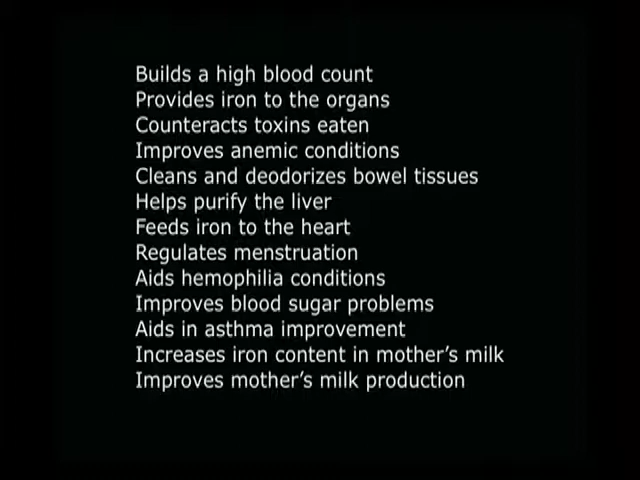 Builds a high blood count
Provides iron to the organs
Counteracts toxins eaten
Improves anemic conditions
Cleans and deodorizes bowel tissues
Helps purify the liver
Feeds iron to the heart
Regulates menstruation
Aids hemophilia conditions
Improves blood sugar problems
Aids in asthma improvement
Increases iron content in mother’s milk
Improves mother’s milk production